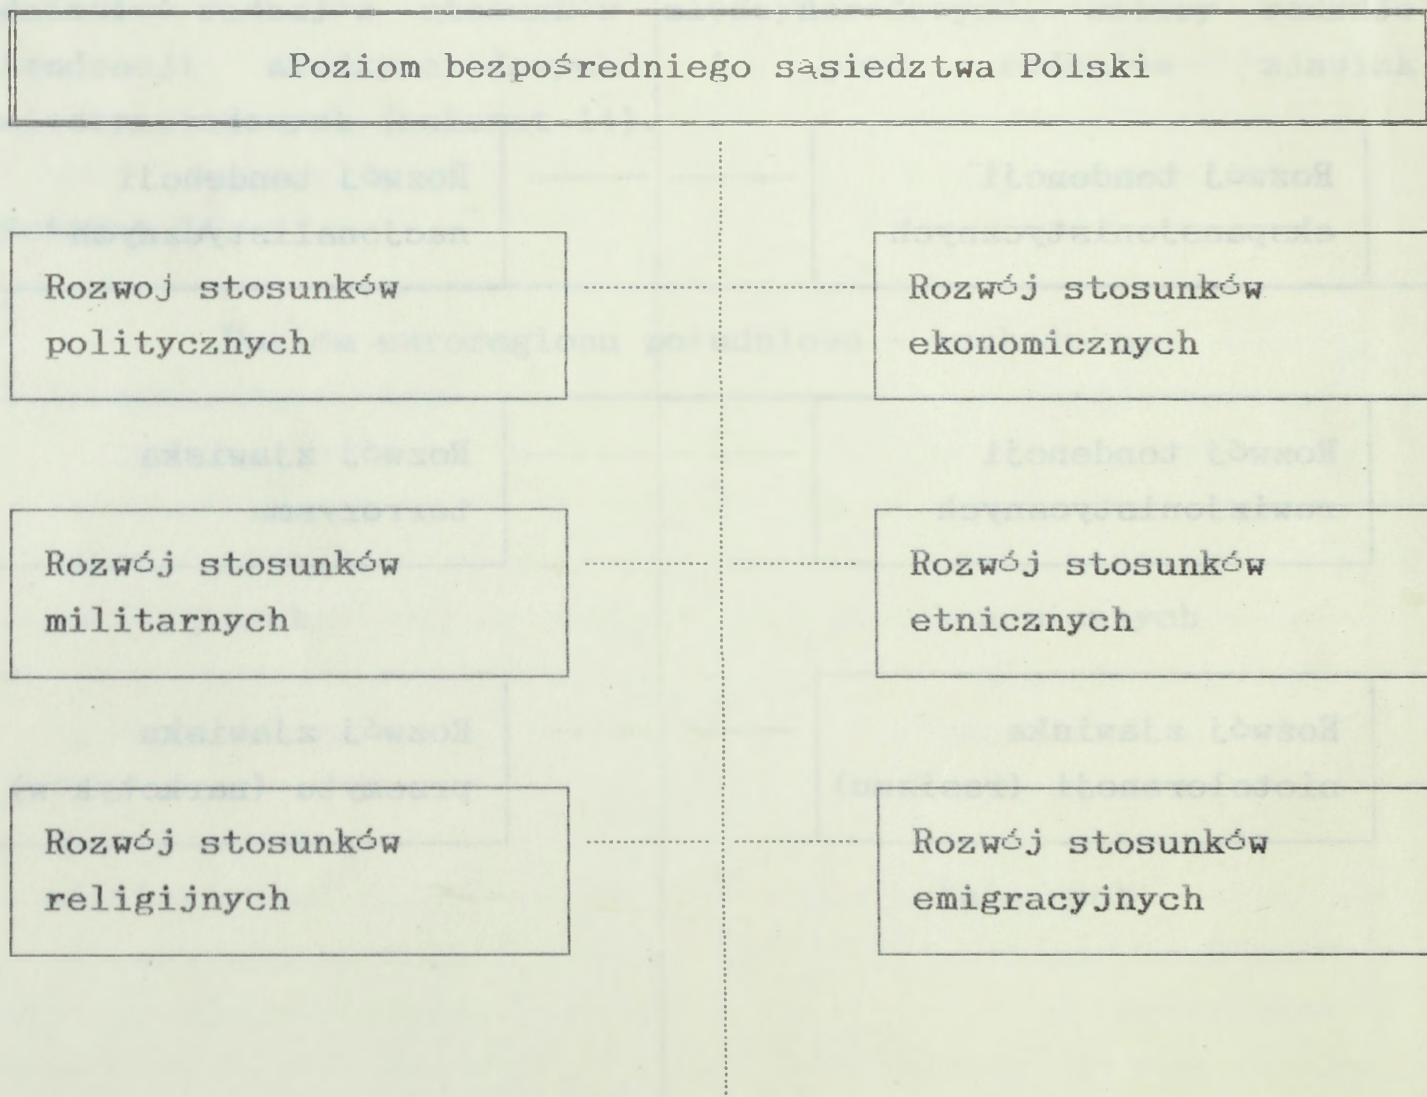 Poziom bezpośredniego sąsiedztwa Polski
Rozwoj stosunków
politycznych
Rozwój stosunków
ekonomicznych
Rozwój stosunków
militarnych
Rozwój stosunków
etnicznych
Rozwój stosunków
religijnych
Rozwój stosunków
emigracyjnych